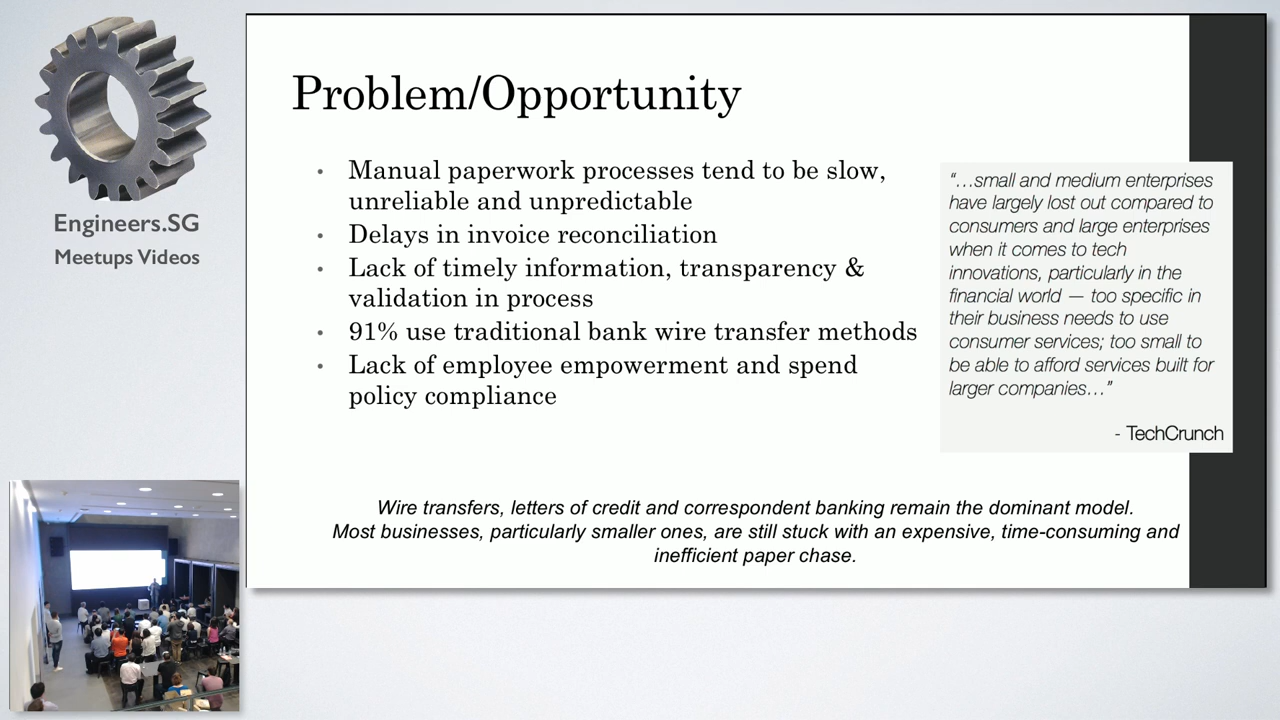 Engineers.SG
Meetups Videos
Problem/Opportunity
• Manual paperwork processes tend to be slow,
unreliable and unpredictable
• Delays in invoice reconciliation
• Lack of timely information, transparency &
validation in process
• 91% use traditional bank wire transfer methods
• Lack of employee empowerment and spend
policy compliance
“…small and medium enterprises
have largely lost out compared to
consumers and large enterprises
when it comes to tech
innovations, particularly in the
financial world — too specific in
their business needs to use
consumer services; too small to
be able to afford services built for
larger companies…”
- TechCrunch
Wire transfers, letters of credit and correspondent banking remain the dominant model.
Most businesses, particularly smaller ones, are still stuck with an expensive, time-consuming and
inefficient paper chase.